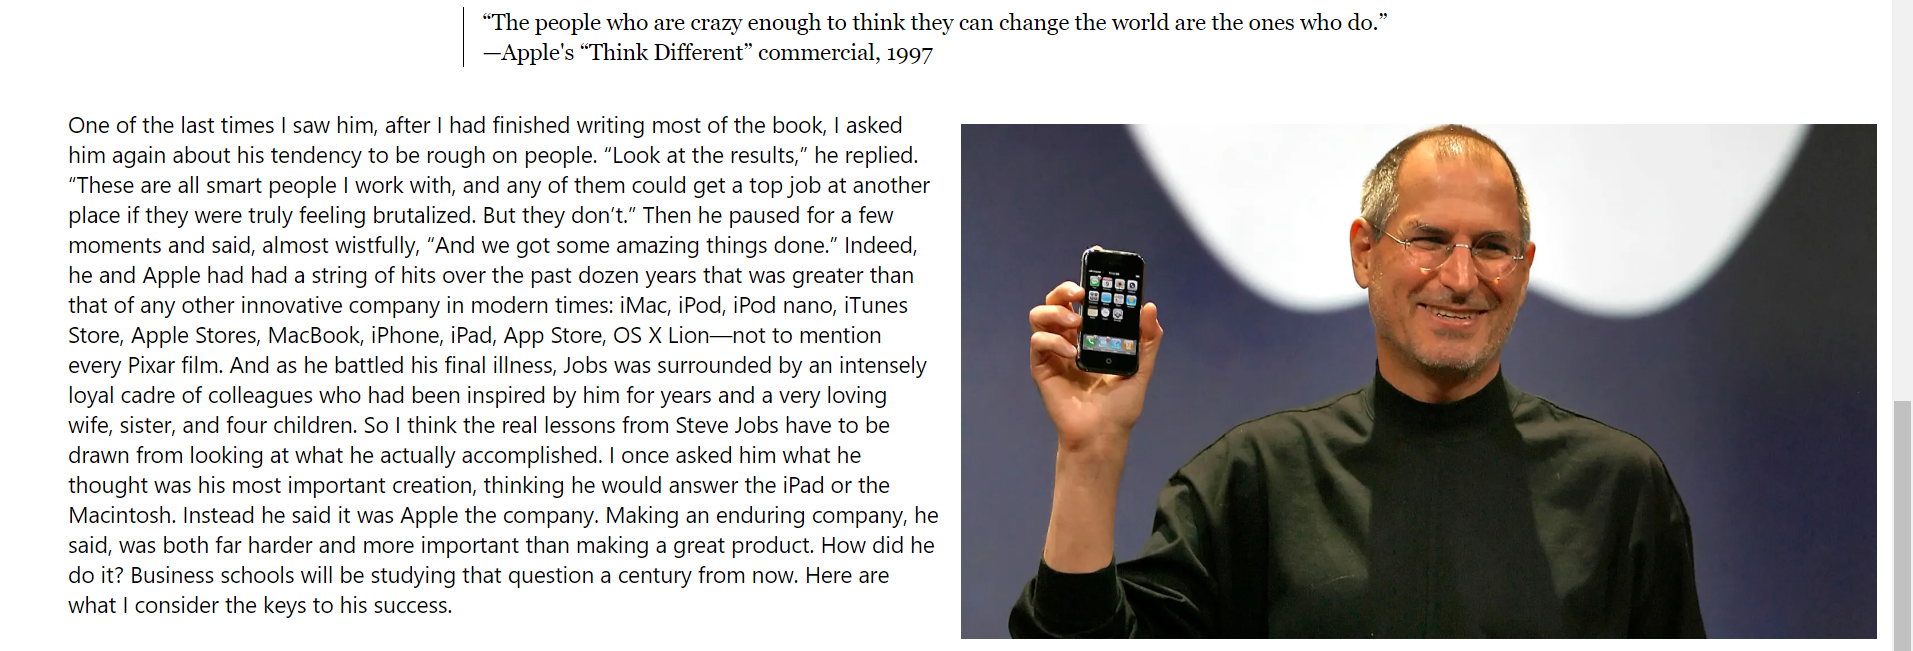 “The people who are crazy enough to think they can change the world are the ones who do.”
—Apple's “Think Different” commercial, 1997
One of the last times I saw him, after I had finished writing most of the book, I asked
him again about his tendency to be rough on people. “Look at the results,” he replied.
“These are all smart people I work with, and any of them could get a top job at another
place if they were truly feeling brutalized. But they don’t.” Then he paused for a few
moments and said, almost wistfully, “And we got some amazing things done.” Indeed,
he and Apple had had a string of hits over the past dozen years that was greater than
that of any other innovative company in modern times: iMac, iPod, iPod nano, iTunes
Store, Apple Stores, MacBook, iPhone, iPad, App Store, OS X Lion—not to mention
every Pixar film. And as he battled his final illness, Jobs was surrounded by an intensely
loyal cadre of colleagues who had been inspired by him for years and a very loving
wife, sister, and four children. So I think the real lessons from Steve Jobs have to be
drawn from looking at what he actually accomplished. I once asked him what he
thought was his most important creation, thinking he would answer the iPad or the
Macintosh. Instead he said it was Apple the company. Making an enduring company, he
said, was both far harder and more important than making a great product. How did he
do it? Business schools will be studying that question a century from now. Here are
what I consider the keys to his success.